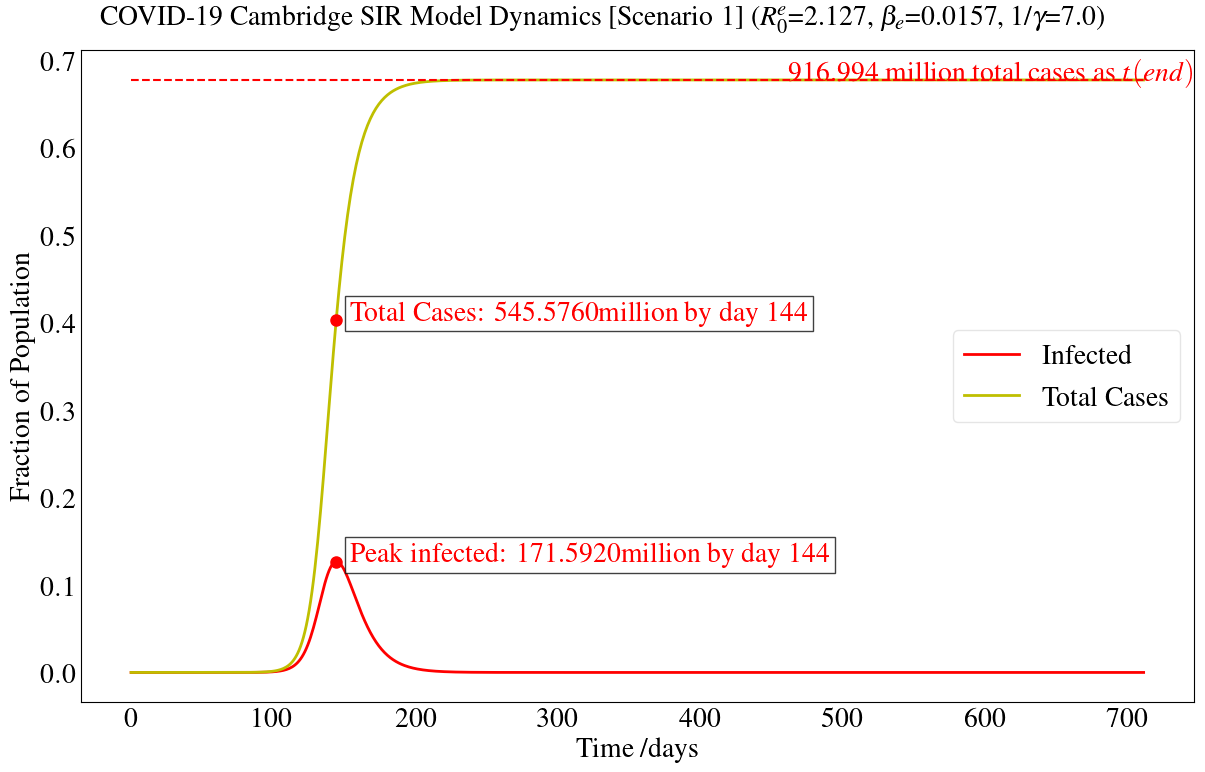 COVID-19 Cambridge SIR Model Dynamics [Scenario 1] (R₀ᵉ=2.127, βₑ=0.0157, 1/γ=7.0)
916.994 million total cases as t(end)
Total Cases: 545.5760million by day 144
Peak infected: 171.5920million by day 144
Infected
Total Cases
Fraction of Population
0.7
0.6
0.5
0.4
0.3
0.2
0.1
0.0
0 100 200 300 400 500 600 700
Time /days